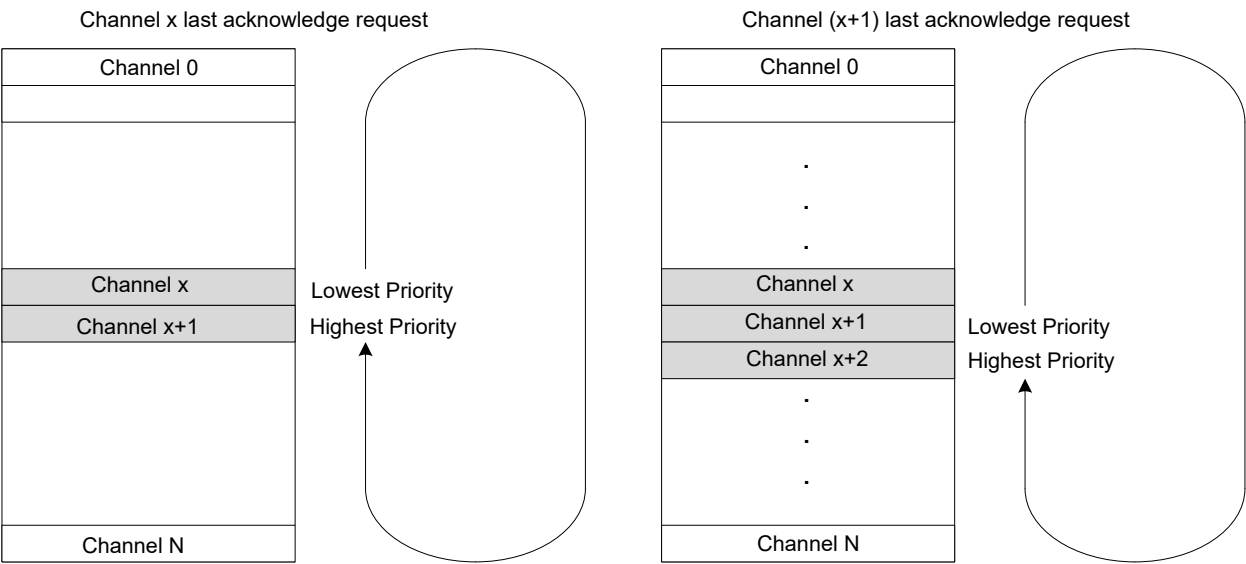 Channel x last acknowledge request
Channel 0
Channel x
Lowest Priority
Channel x+1
Highest Priority
Channel N
Channel (x+1) last acknowledge request
Channel 0
.
.
.
Channel x
Channel x+1
Lowest Priority
Channel x+2
Highest Priority
.
.
.
Channel N